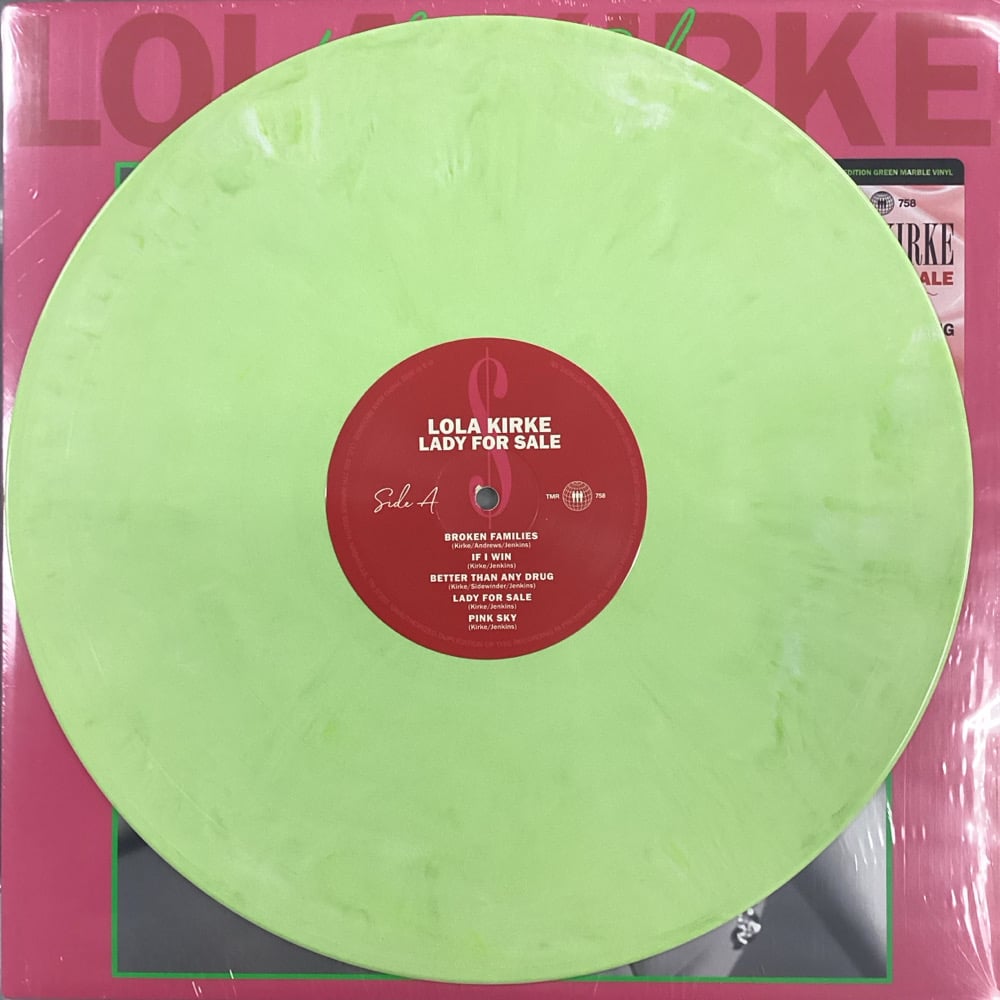 LOLA KIRKE
EDITION GREEN MARBLE VINYL
758
KIRKE
ALE
G
LOLA KIRKE
LADY FOR SALE
Side A
TMR 758
BROKEN FAMILIES
(Kirke/Andrews/Jenkins)
IF I WIN
(Kirke/Jenkins)
BETTER THAN ANY DRUG
(Kirke/Sidewinder/Jenkins)
LADY FOR SALE
(Kirke/Jenkins)
PINK SKY
(Kirke/Jenkins)